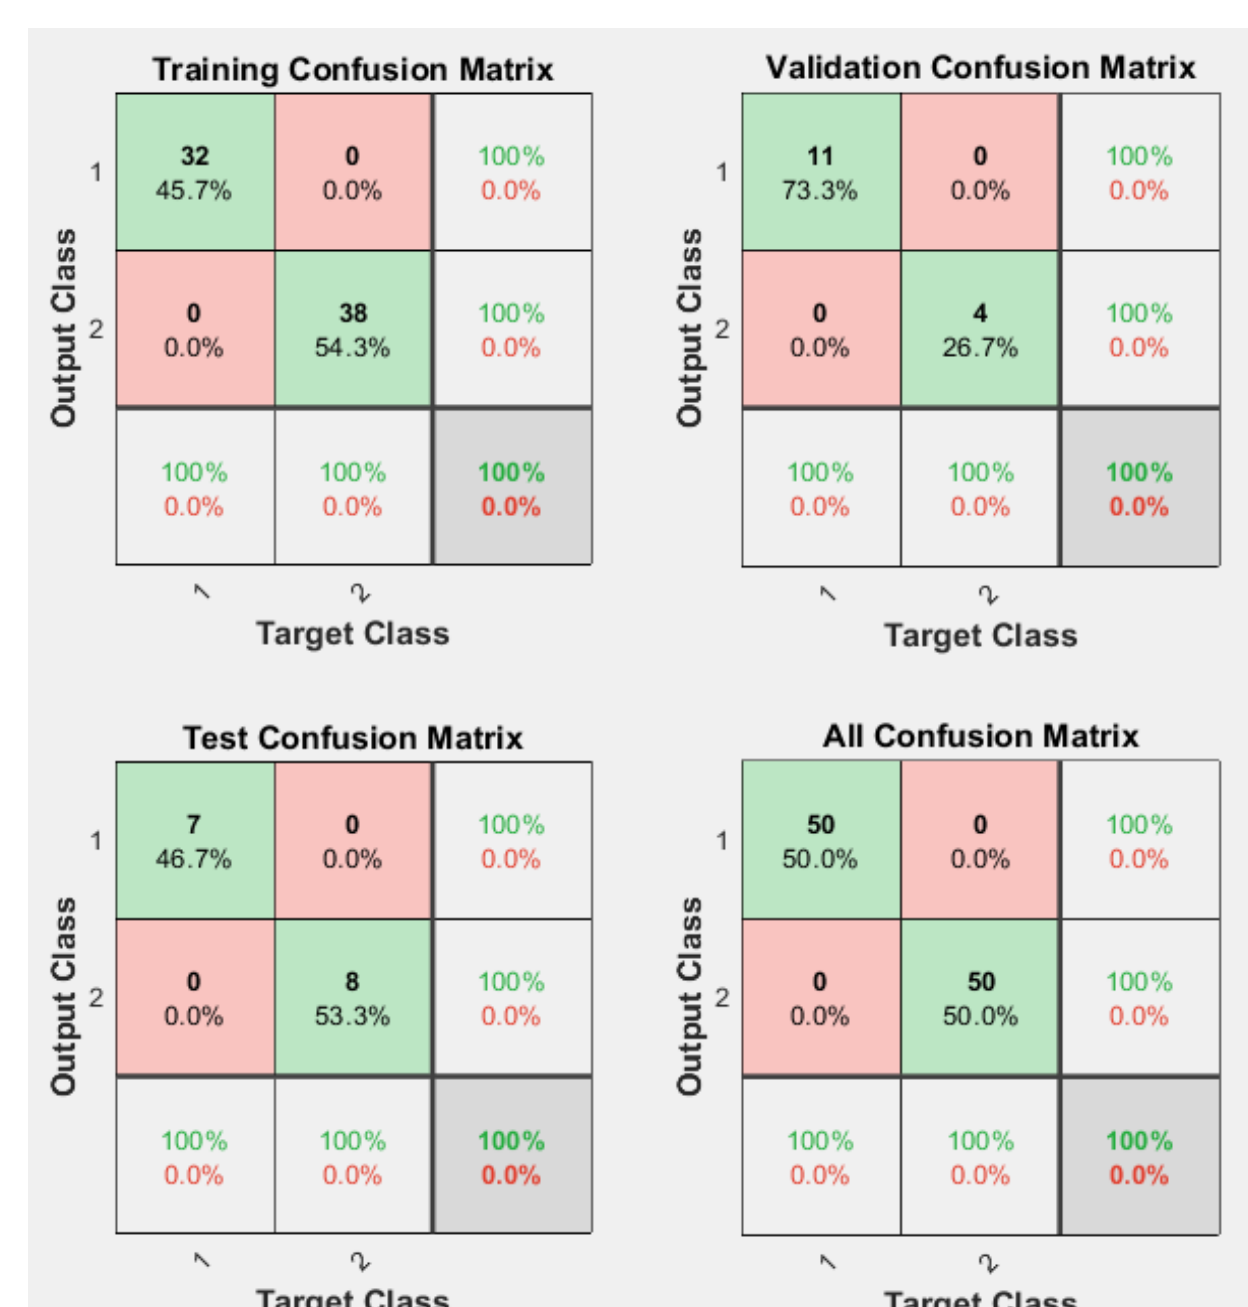 Training Confusion Matrix
32 0 100%
45.7% 0.0% 0.0%
1
0 38 100%
0.0% 54.3% 0.0%
2
100% 100% 100%
0.0% 0.0% 0.0%
1 2
Output Class
Target Class
Validation Confusion Matrix
11 0 100%
73.3% 0.0% 0.0%
1
0 4 100%
0.0% 26.7% 0.0%
2
100% 100% 100%
0.0% 0.0% 0.0%
1 2
Output Class
Target Class
Test Confusion Matrix
7 0 100%
46.7% 0.0% 0.0%
1
0 8 100%
0.0% 53.3% 0.0%
2
100% 100% 100%
0.0% 0.0% 0.0%
1 2
Output Class
Target Class
All Confusion Matrix
50 0 100%
50.0% 0.0% 0.0%
1
0 50 100%
0.0% 50.0% 0.0%
2
100% 100% 100%
0.0% 0.0% 0.0%
1 2
Output Class
Target Class